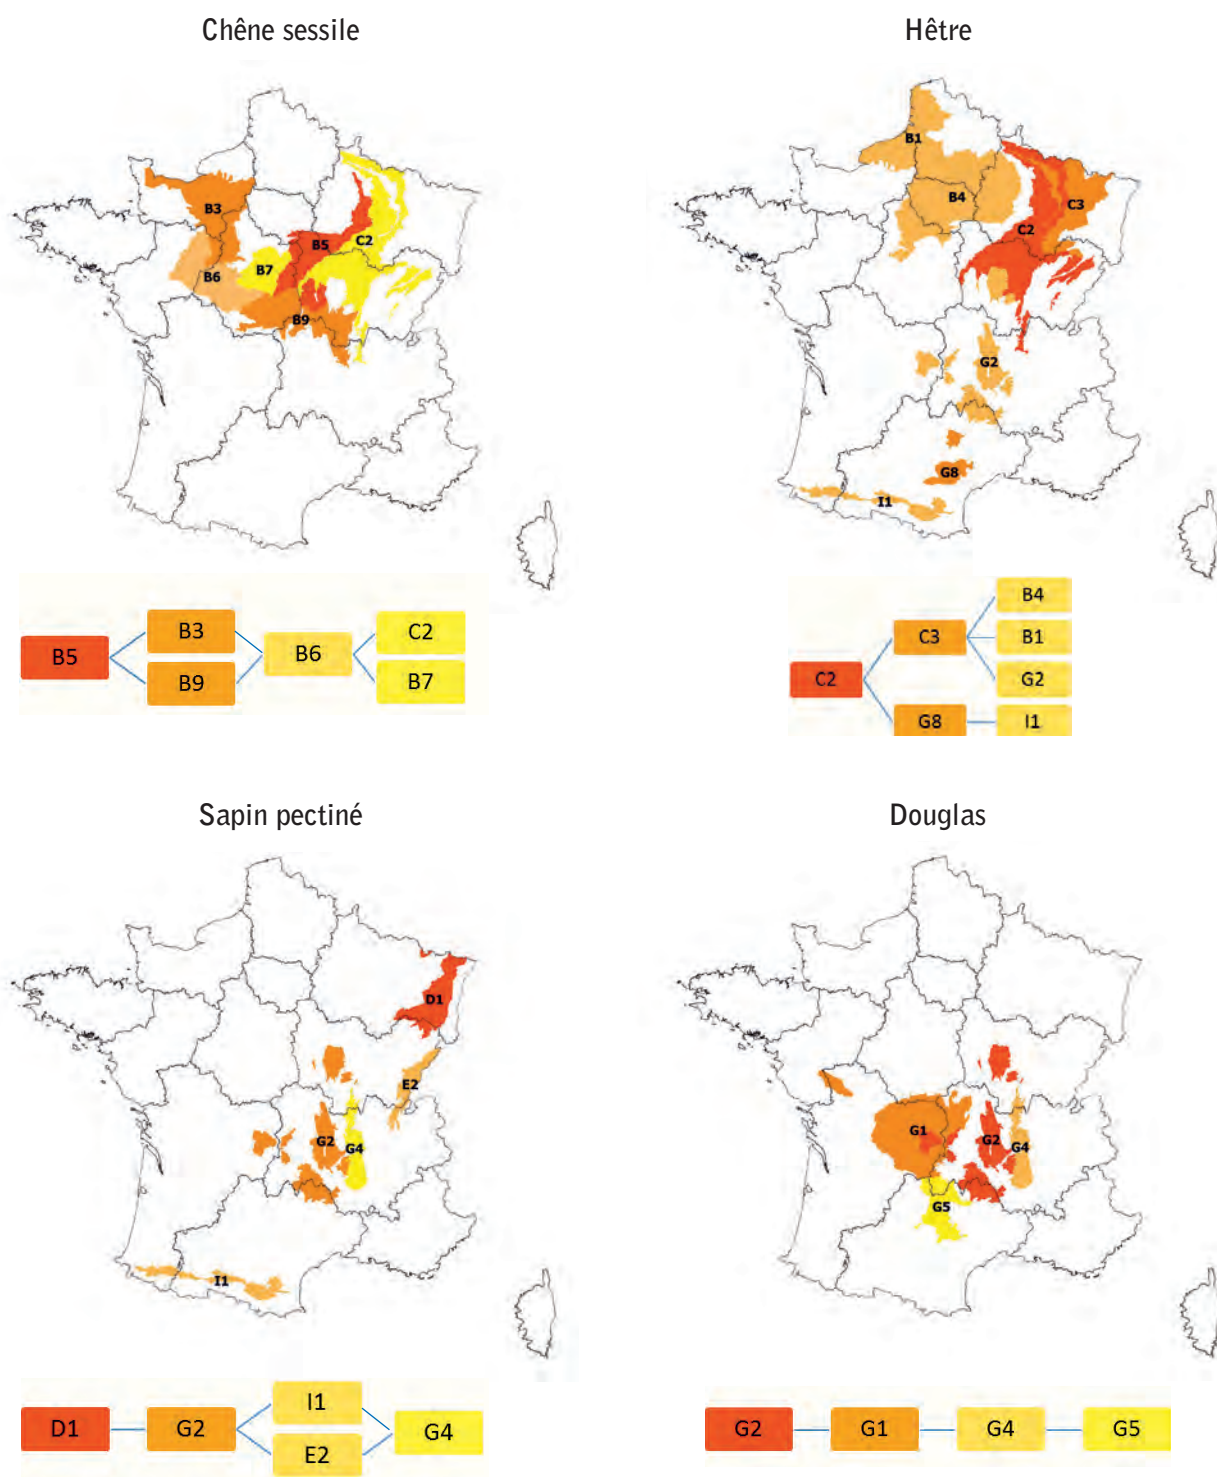 Chêne sessile
B3
B5
C2
B7
B6
B9
B5
B3
B9
B6
C2
B7
Hêtre
B1
B4
C3
C2
G2
G8
I1
C2
C3
G8
B4
B1
G2
I1
Sapin pectiné
D1
E2
G2
G4
I1
D1
G2
I1
E2
G4
Douglas
G1
G2
G4
G5
G2
G1
G4
G5